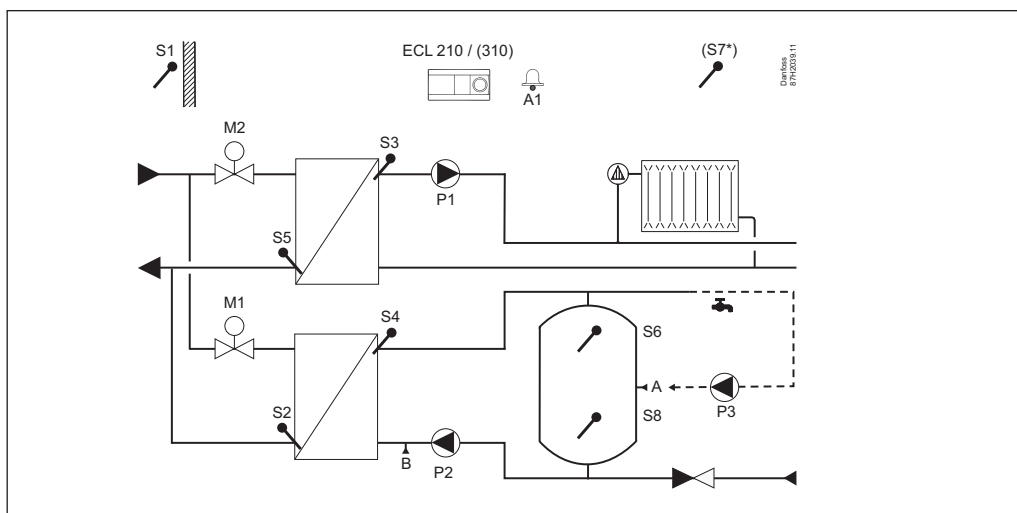 S1
ECL 210 / (310)
A1
(S7*)
Danfoss
87H2039.11
M2
S3
P1
S5
M1
S4
S6
A
P3
S8
S2
B
P2